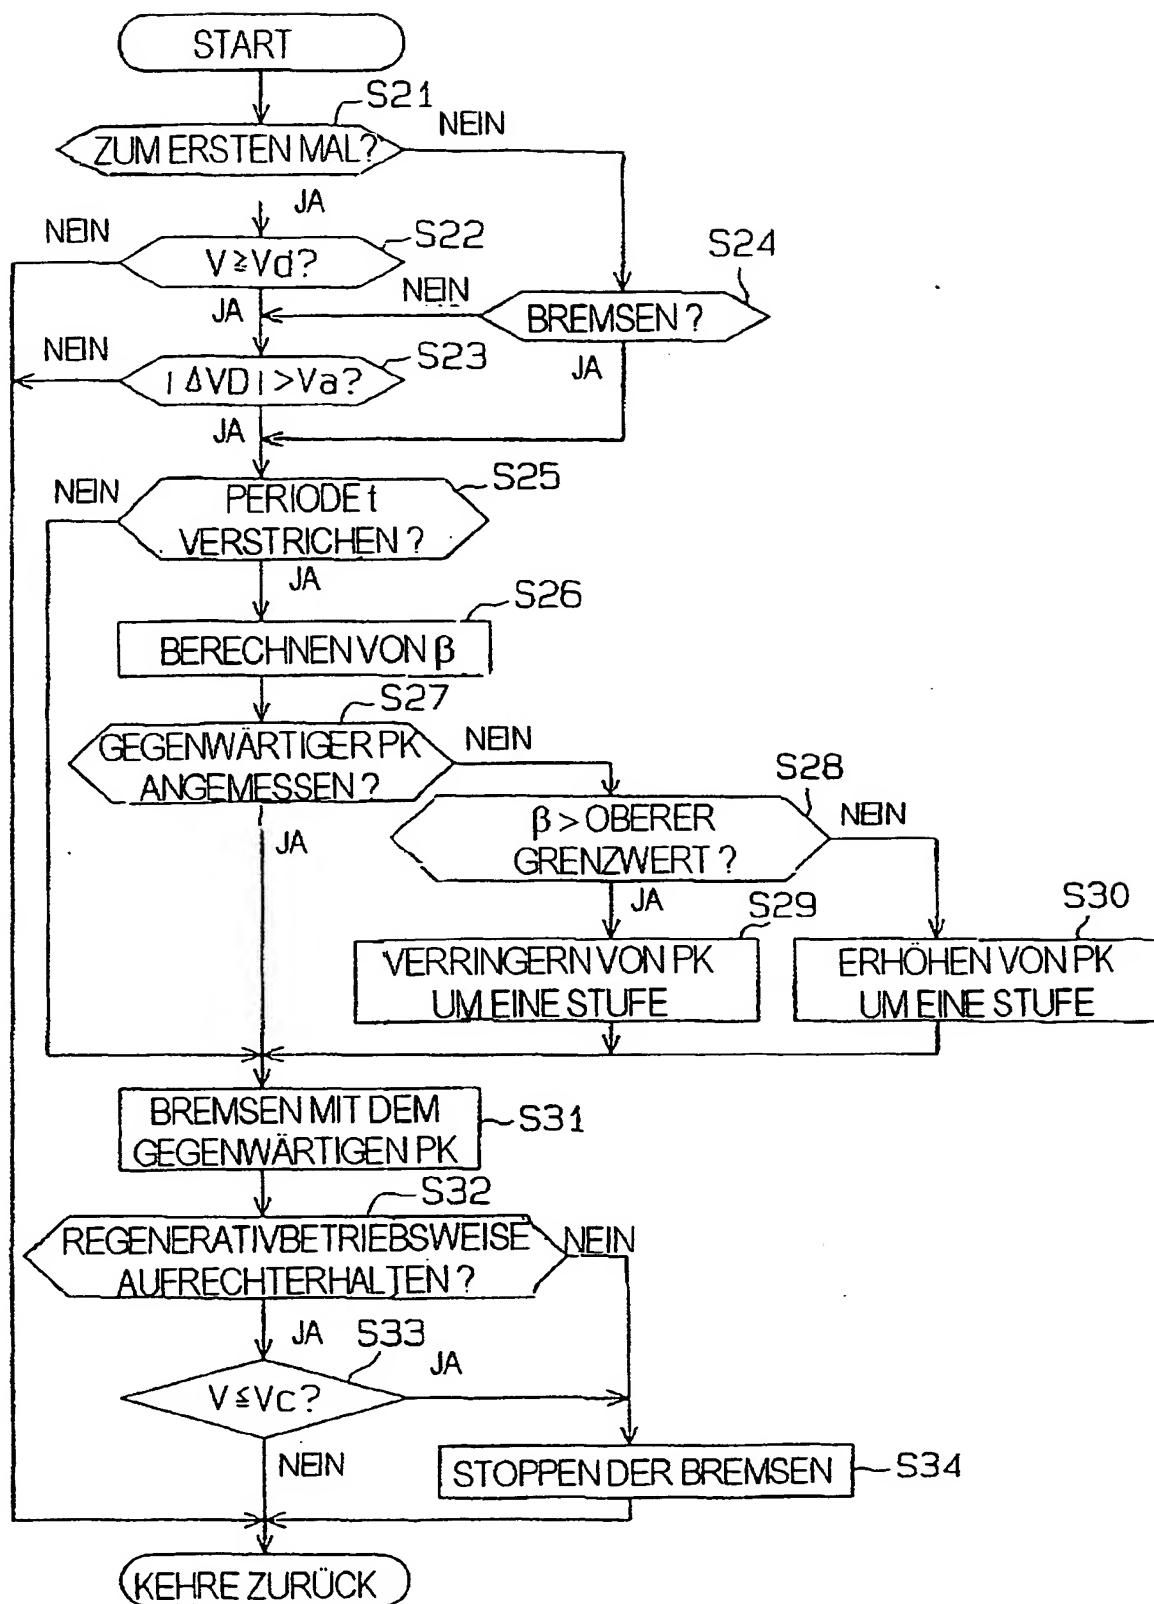 START
S21
NEIN
ZUM ERSTEN MAL?
JA
NEIN
S22
V ≧ Vd?
S24
NEIN
BREMSEN ?
JA
NEIN
S23
JA
| ΔVD | > Va?
JA
S25
NEIN
PERIODE t
VERSTRICHEN ?
JA
S26
BERECHNEN VON β
S27
GEGENWÄRTIGER PK
ANGEMESSEN ?
NEIN
S28
β > OBERER
GRENZWERT ?
NEIN
JA
JA
S29
S30
VERRINGERN VON PK
UM EINE STUFE
ERHÖHEN VON PK
UM EINE STUFE
BREMSEN MIT DEM
GEGENWÄRTIGEN PK
S31
S32
REGENERATIVBETRIEBSWEISE
AUFRECHTERHALTEN ?
NEIN
JA
S33
JA
V ≦ Vc?
NEIN
STOPPEN DER BREMSEN
S34
KEHRE ZURÜCK